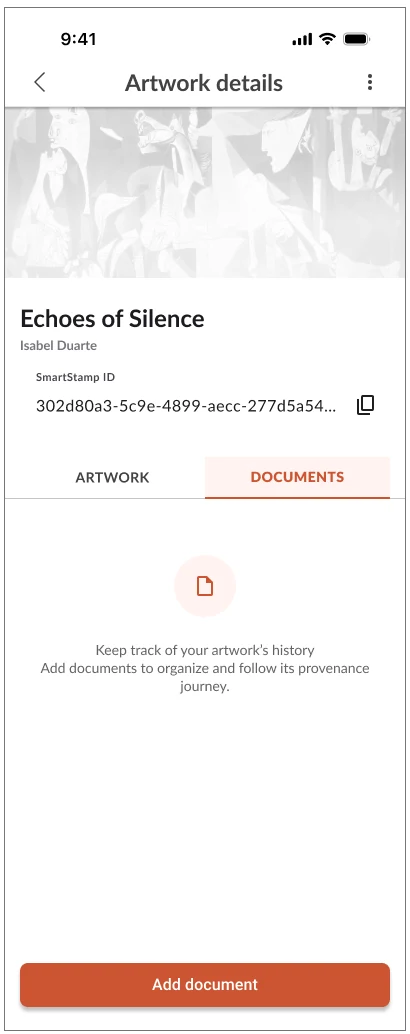 9:41
Artwork details
Echoes of Silence
Isabel Duarte
SmartStamp ID
302d80a3-5c9e-4899-aecc-277d5a54...
ARTWORK
DOCUMENTS
Keep track of your artwork's history
Add documents to organize and follow its provenance
journey.
Add document